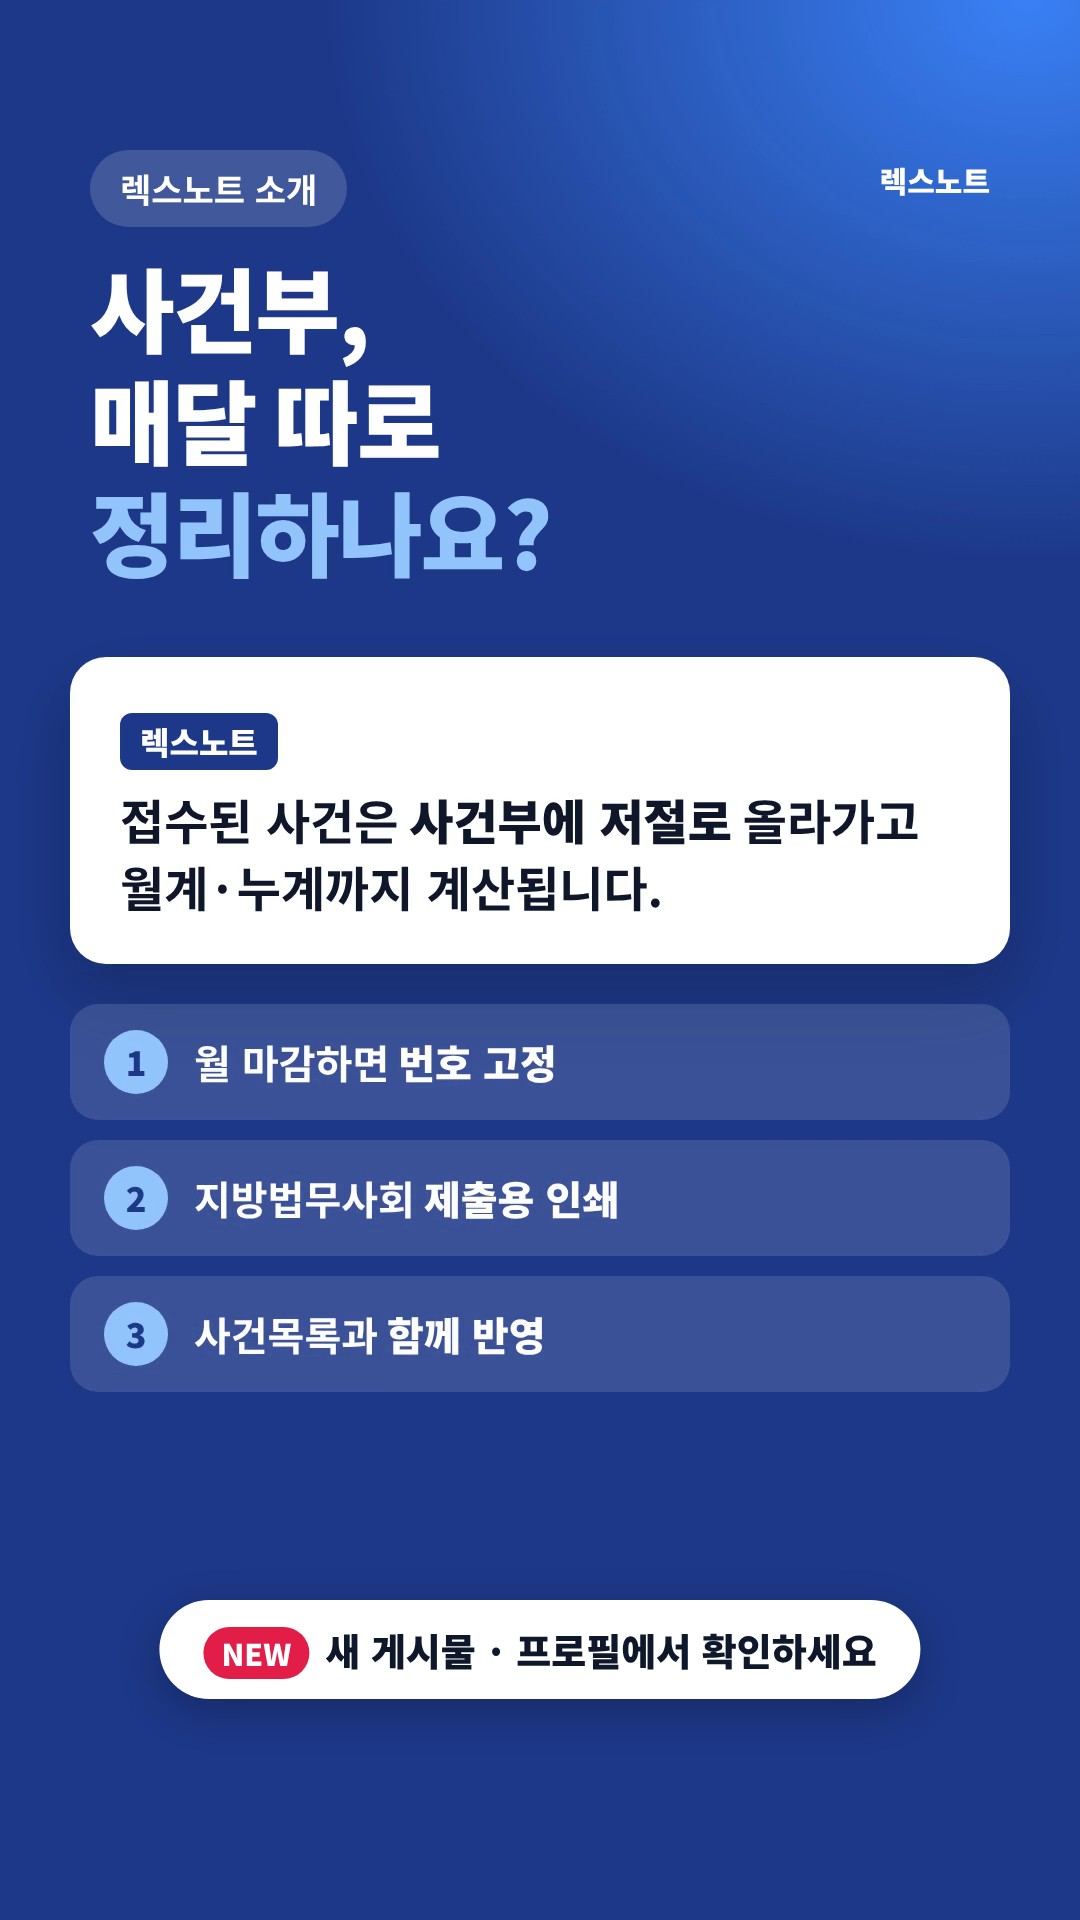 렉스노트 소개
렉스노트
사건부,
매달 따로
정리하나요?
렉스노트
접수된 사건은 사건부에 저절로 올라가고
월계·누계까지 계산됩니다.
1 월 마감하면 번호 고정
2 지방법무사회 제출용 인쇄
3 사건목록과 함께 반영
NEW 새 게시물 · 프로필에서 확인하세요